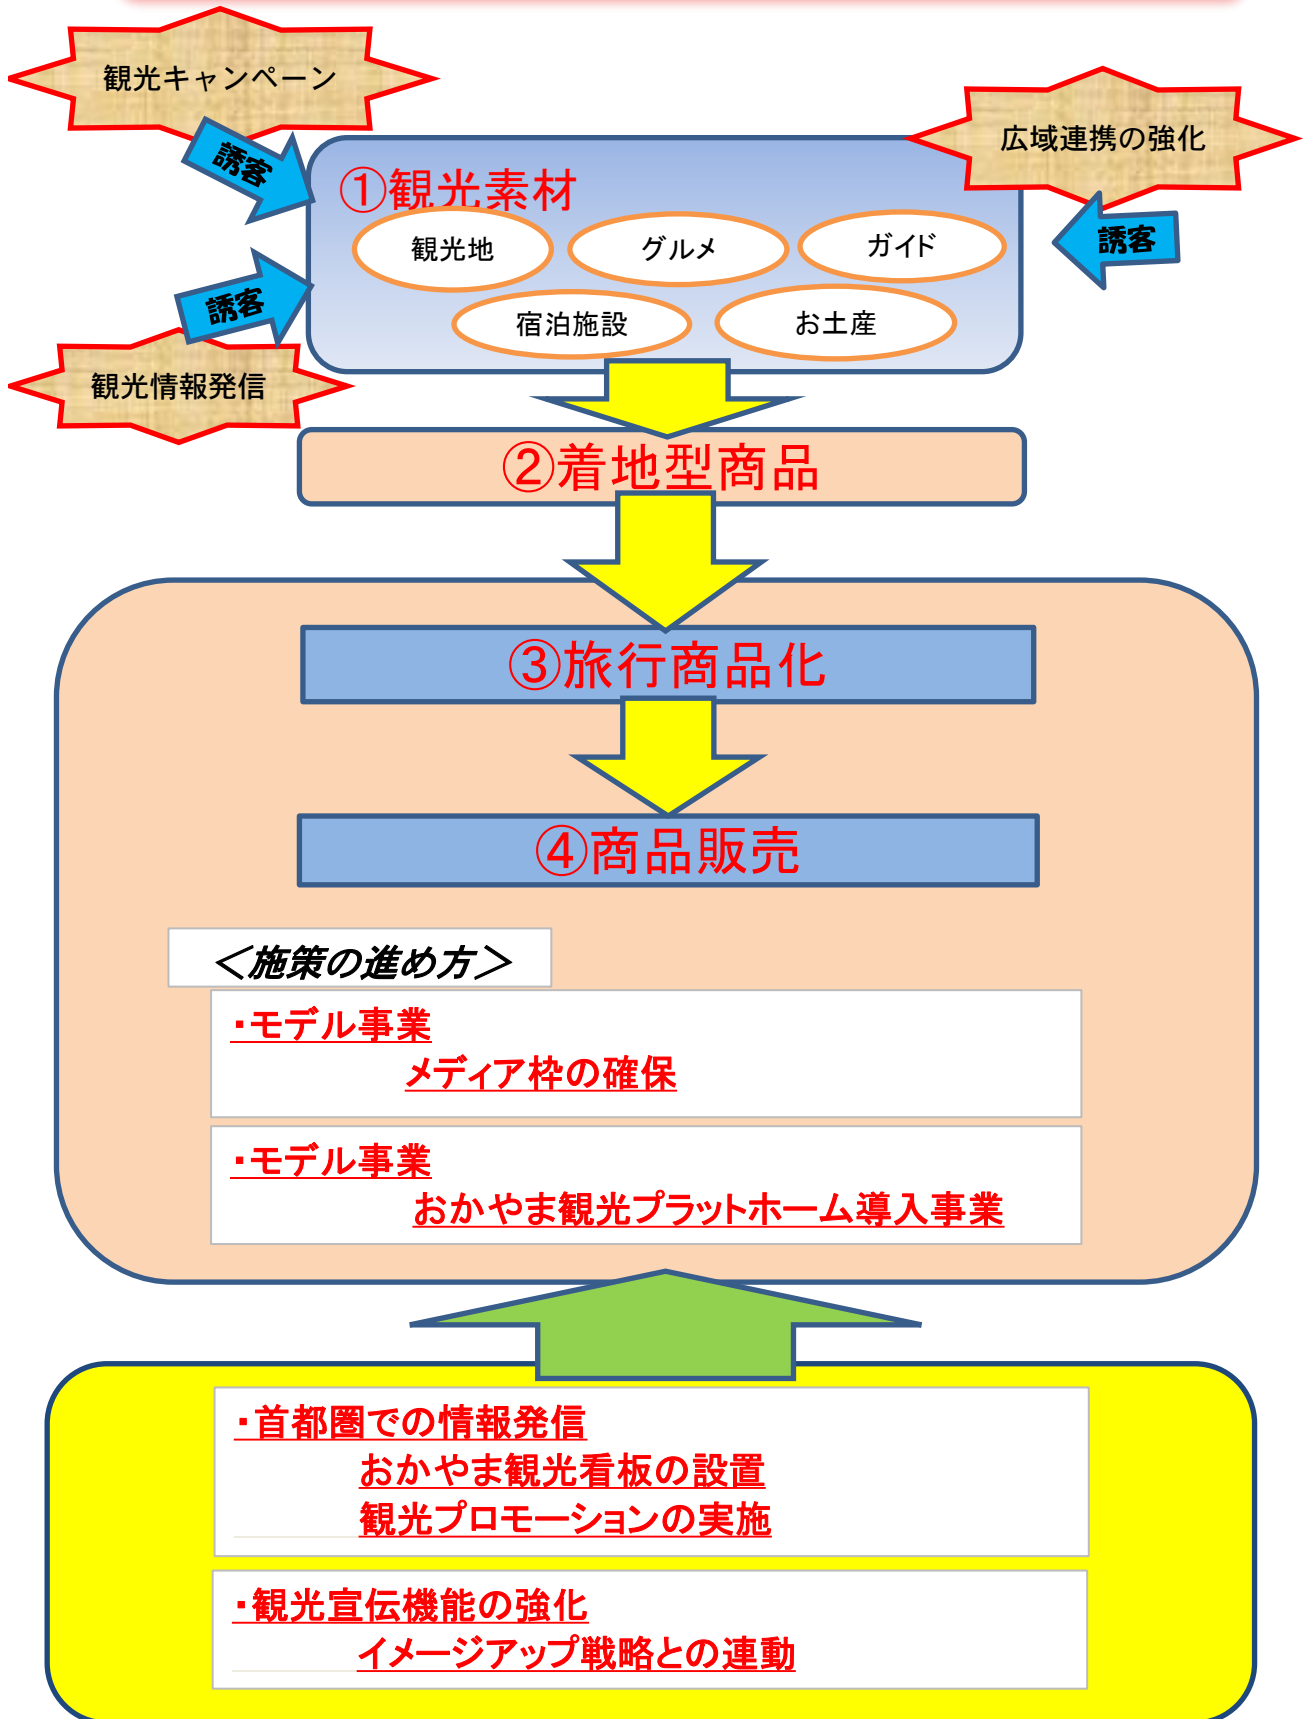 観光キャンペーン
広域連携の強化
誘客
①観光素材
観光地
グルメ
ガイド
誘客
誘客
宿泊施設
お土産
観光情報発信
②着地型商品
③旅行商品化
④商品販売
＜施策の進め方＞
・モデル事業
メディア枠の確保
・モデル事業
おかやま観光プラットホーム導入事業
・首都圏での情報発信
おかやま観光看板の設置
観光プロモーションの実施
・観光宣伝機能の強化
イメージアップ戦略との連動